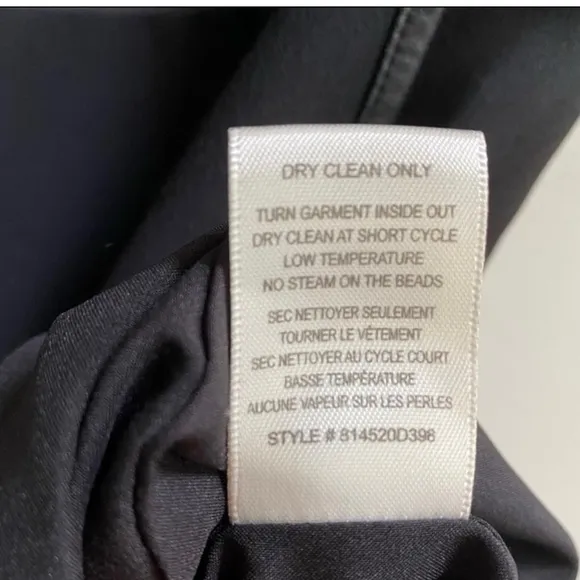 DRY CLEAN ONLY
TURN GARMENT INSIDE OUT
DRY CLEAN AT SHORT CYCLE
LOW TEMPERATURE
NO STEAM ON THE BEADS
SEC NETTOYER SEULEMENT
TOURNER LE VÊTEMENT
SEC NETTOYER AU CYCLE COURT
BASSE TEMPÉRATURE
AUCUNE VAPEUR SUR LES PERLES
STYLE # 814520D398